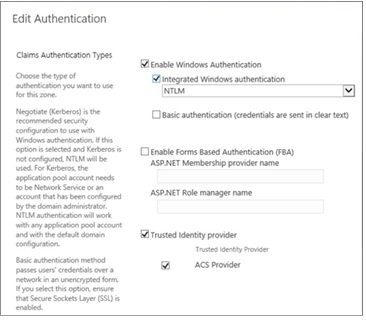 Edit Authentication
Claims Authentication Types
Choose the type of
authentication you want to use
for this zone.
Negotiate (Kerberos) is the
recommended security
configuration to use with
Windows authentication. If this
option is selected and Kerberos is
not configured, NTLM will be
used. For Kerberos, the
application pool account needs
to be Network Service or an
account that has been configured
by the domain administrator.
NTLM authentication will work
with any application pool account
and with the default domain
configuration.
Basic authentication method
passes users' credentials over a
network in an unencrypted form.
If you select this option, ensure
that Secure Sockets Layer (SSL) is
enabled.
Enable Windows Authentication
Integrated Windows authentication
NTLM
Basic authentication (credentials are sent in clear text)
Enable Forms Based Authentication (FBA)
ASP.NET Membership provider name
ASP.NET Role manager name
Trusted Identity provider
Trusted Identity Provider
ACS Provider